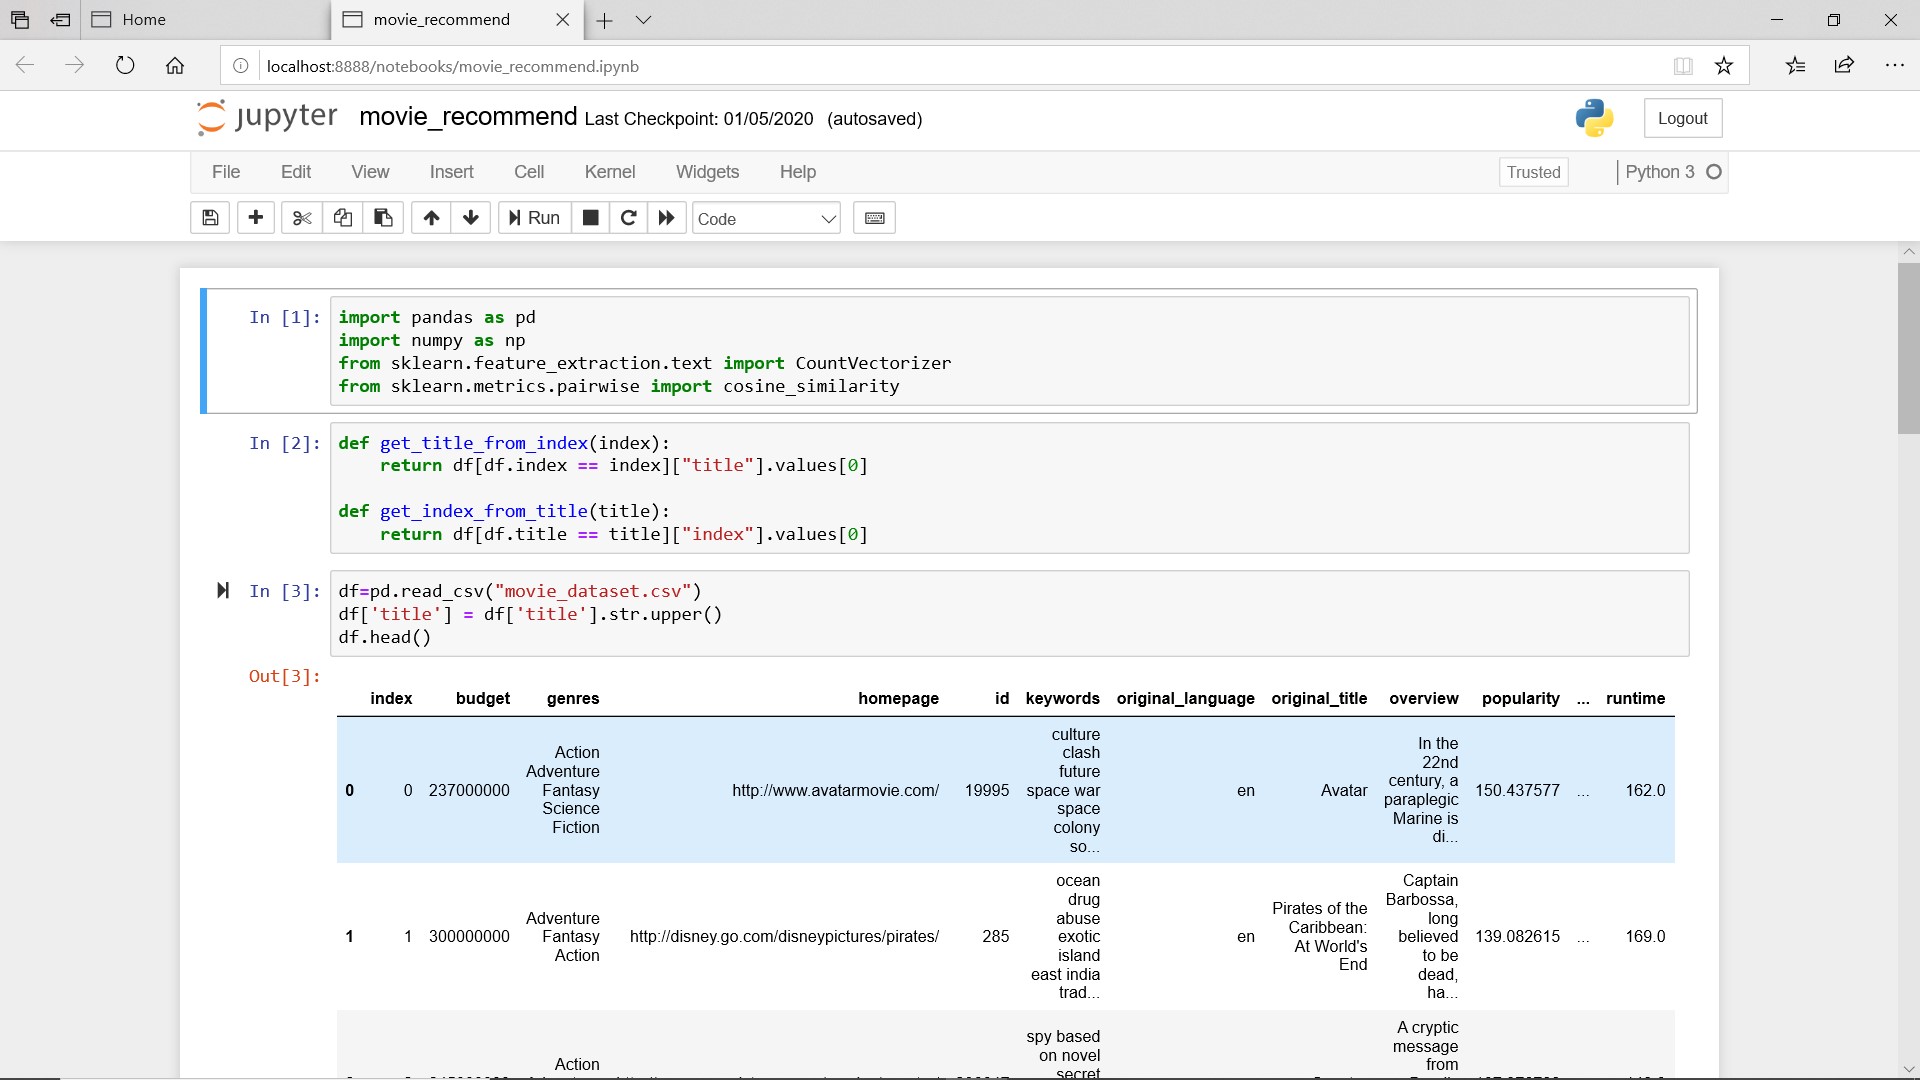 Home
movie_recommend
localhost:8888/notebooks/movie_recommend.ipynb
jupyter movie_recommend Last Checkpoint: 01/05/2020 (autosaved)
Logout
File Edit View Insert Cell Kernel Widgets Help
Trusted Python 3
Run Code
In [1]: import pandas as pd
import numpy as np
from sklearn.feature_extraction.text import CountVectorizer
from sklearn.metrics.pairwise import cosine_similarity
In [2]: def get_title_from_index(index):
    return df[df.index == index]["title"].values[0]
def get_index_from_title(title):
    return df[df.title == title]["index"].values[0]
In [3]: df=pd.read_csv("movie_dataset.csv")
df['title'] = df['title'].str.upper()
df.head()
Out[3]:
index budget genres homepage id keywords original_language original_title overview popularity ... runtime
0 0 237000000
Action
Adventure
Fantasy
Science
Fiction
http://www.avatarmovie.com/ 19995
culture
clash
future
space war
space
colony
so...
en Avatar
In the
22nd
century, a
paraplegic
Marine is
di...
150.437577 ... 162.0
1 1 300000000
Adventure
Fantasy
Action
http://disney.go.com/disneypictures/pirates/ 285
ocean
drug
abuse
exotic
island
east india
trad...
en
Pirates of the
Caribbean:
At World's
End
Captain
Barbossa,
long
believed
to be
dead,
ha...
139.082615 ... 169.0
Action
spy based
on novel
secret
A cryptic
message
from